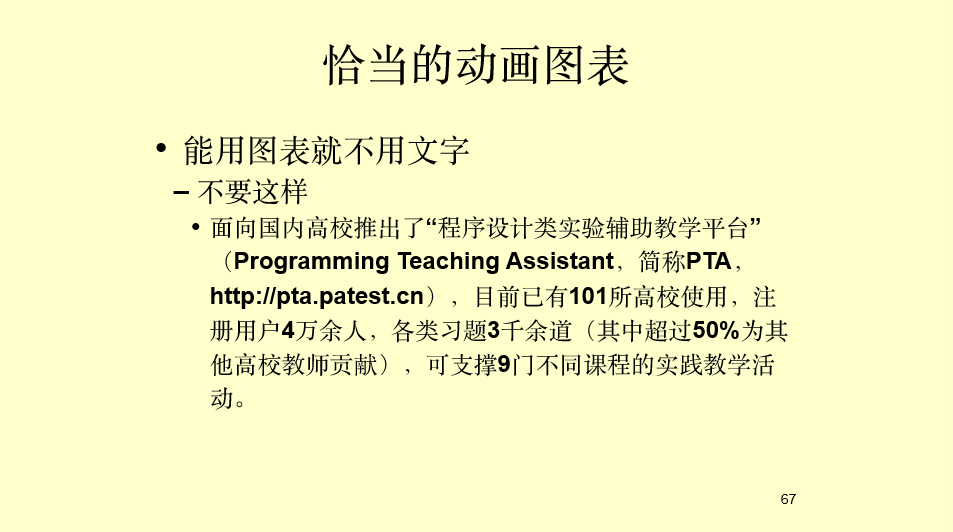 恰当的动画图表
• 能用图表就不用文字
– 不要这样
• 面向国内高校推出了“程序设计类实验辅助教学平台”
（Programming Teaching Assistant，简称PTA，
http://pta.patest.cn），目前已有101所高校使用，注
册用户4万余人，各类习题3千余道（其中超过50%为其
他高校教师贡献），可支撑9门不同课程的实践教学活
动。
67